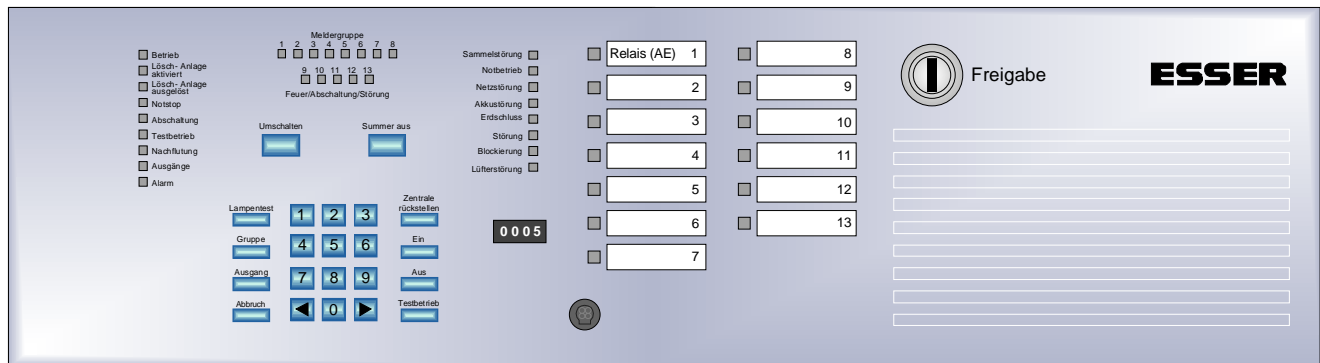 Betrieb
Lösch- Anlage
aktiviert
Lösch- Anlage
ausgelöst
Notstop
Abschaltung
Testbetrieb
Nachflutung
Ausgänge
Alarm
Meldergruppe
1 2 3 4 5 6 7 8
9 10 11 12 13
Feuer/Abschaltung/Störung
Umschalten
Summer aus
Lampentest
Gruppe
Ausgang
Abbruch
1 2 3
4 5 6
7 8 9
0
Zentrale
rückstellen
Ein
Aus
Testbetrieb
Sammelstörung
Notbetrieb
Netzstörung
Akkustörung
Erdschluss
Störung
Blockierung
Lüfterstörung
0005
Relais (AE) 1
2
3
4
5
6
7
8
9
10
11
12
13
Freigabe
ESSER